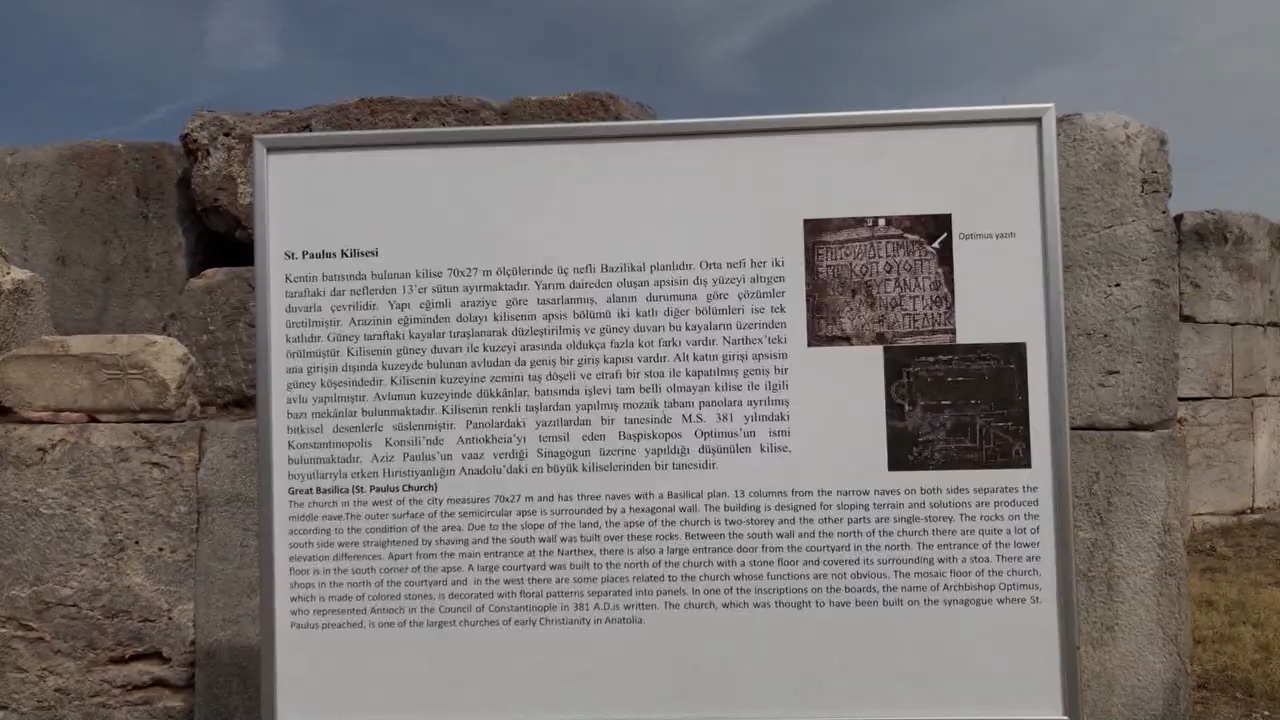 St. Paulus Kilisesi
Kentin batısında bulunan kilise 70x27 m ölçülerinde üç nefli Bazilikal planlıdır. Orta nefi her iki
taraftaki dar neflerden 13'er sütun ayırmaktadır. Yarım daireden oluşan apsisin dış yüzeyi altıgen
duvarla çevrilidir. Yapı eğimli araziye göre tasarlanmış, alanın durumuna göre çözümler
üretilmiştir. Arazinin eğiminden dolayı kilisenin apsis bölümü iki katlı diğer bölümleri ise tek
katlıdır. Güney taraftaki kayalar tıraşlanarak düzleştirilmiş ve güney duvarı bu kayaların üzerinden
örülmüştür. Kilisenin güney duvarı ile kuzeyi arasında oldukça fazla kot farkı vardır. Narthex'teki
ana girişin dışında kuzeyde bulunan avludan da geniş bir giriş kapısı vardır. Alt katın girişi apsisin
güney köşesindedir. Kilisenin kuzeyine zemini taş döşeli ve etrafı bir stoa ile kapatılmış geniş bir
avlu yapılmıştır. Avlunun kuzeyinde dükkânlar, batısında işlevi tam belli olmayan kilise ile ilgili
bazı mekânlar bulunmaktadır. Kilisenin renkli taşlardan yapılmış mozaik tabanı panolara ayrılmış
bitkisel desenlerle süslenmiştir. Panolardaki yazıtlardan bir tanesinde M.S. 381 yılındaki
Konstantinopolis Konsili'nde Antiokheia'yı temsil eden Başpiskopos Optimus'un ismi
bulunmaktadır. Aziz Paulus'un vaaz verdiği Sinagogun üzerine yapıldığı düşünülen kilise,
boyutlarıyla erken Hıristiyanlığın Anadolu'daki en büyük kiliselerinden bir tanesidir.
Optimus yazıtı
Great Basilica (St. Paulus Church)
The church in the west of the city measures 70x27 m and has three naves with a Basilical plan. 13 columns from the narrow naves on both sides separates the
middle nave.The outer surface of the semicircular apse is surrounded by a hexagonal wall. The building is designed for sloping terrain and solutions are produced
according to the condition of the area. Due to the slope of the land, the apse of the church is two-storey and the other parts are single-storey. The rocks on the
south side were straightened by shaving and the south wall was built over these rocks. Between the south wall and the north of the church there are quite a lot of
elevation differences. Apart from the main entrance at the Narthex, there is also a large entrance door from the courtyard in the north. The entrance of the lower
floor is in the south corner of the apse. A large courtyard was built to the north of the church with a stone floor and covered its surrounding with a stoa. There are
shops in the north of the courtyard and in the west there are some places related to the church whose functions are not obvious. The mosaic floor of the church,
which is made of colored stones, is decorated with floral patterns separated into panels. In one of the inscriptions on the boards, the name of Archbishop Optimus,
who represented Antioch in the Council of Constantinople in 381 A.D.is written. The church, which was thought to have been built on the synagogue where St.
Paulus preached, is one of the largest churches of early Christianity in Anatolia.